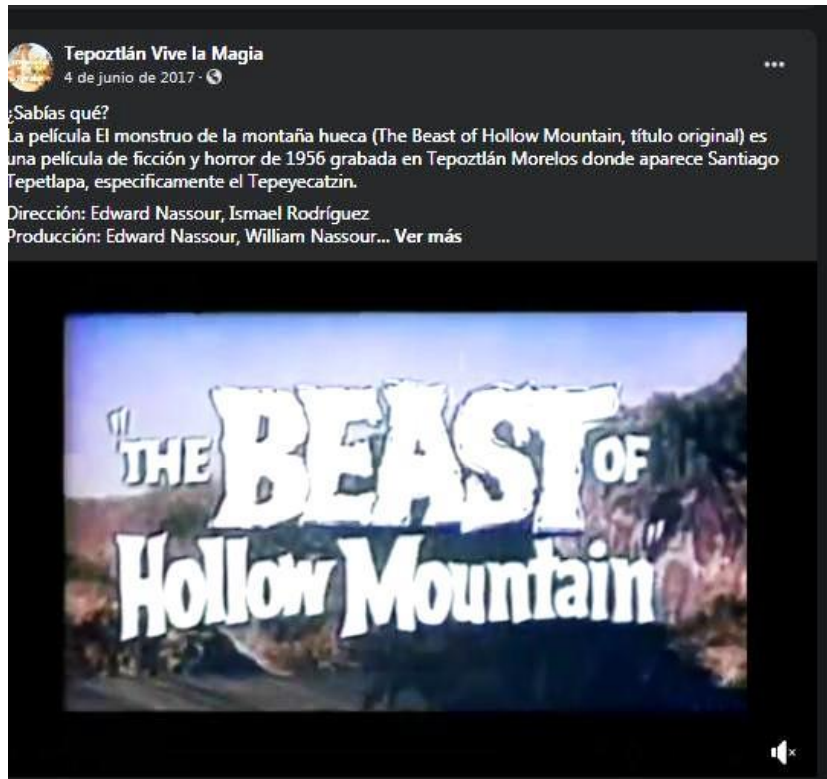 Tepoztlán Vive la Magia
4 de junio de 2017 ·
¿Sabías qué?
La película El monstruo de la montaña hueca (The Beast of Hollow Mountain, título original) es
una película de ficción y horror de 1956 grabada en Tepoztlán Morelos donde aparece Santiago
Tepetlapa, especificamente el Tepeyecatzin.
Dirección: Edward Nassour, Ismael Rodríguez
Producción: Edward Nassour, William Nassour... Ver más
"THE BEAST OF
Hollow Mountain"